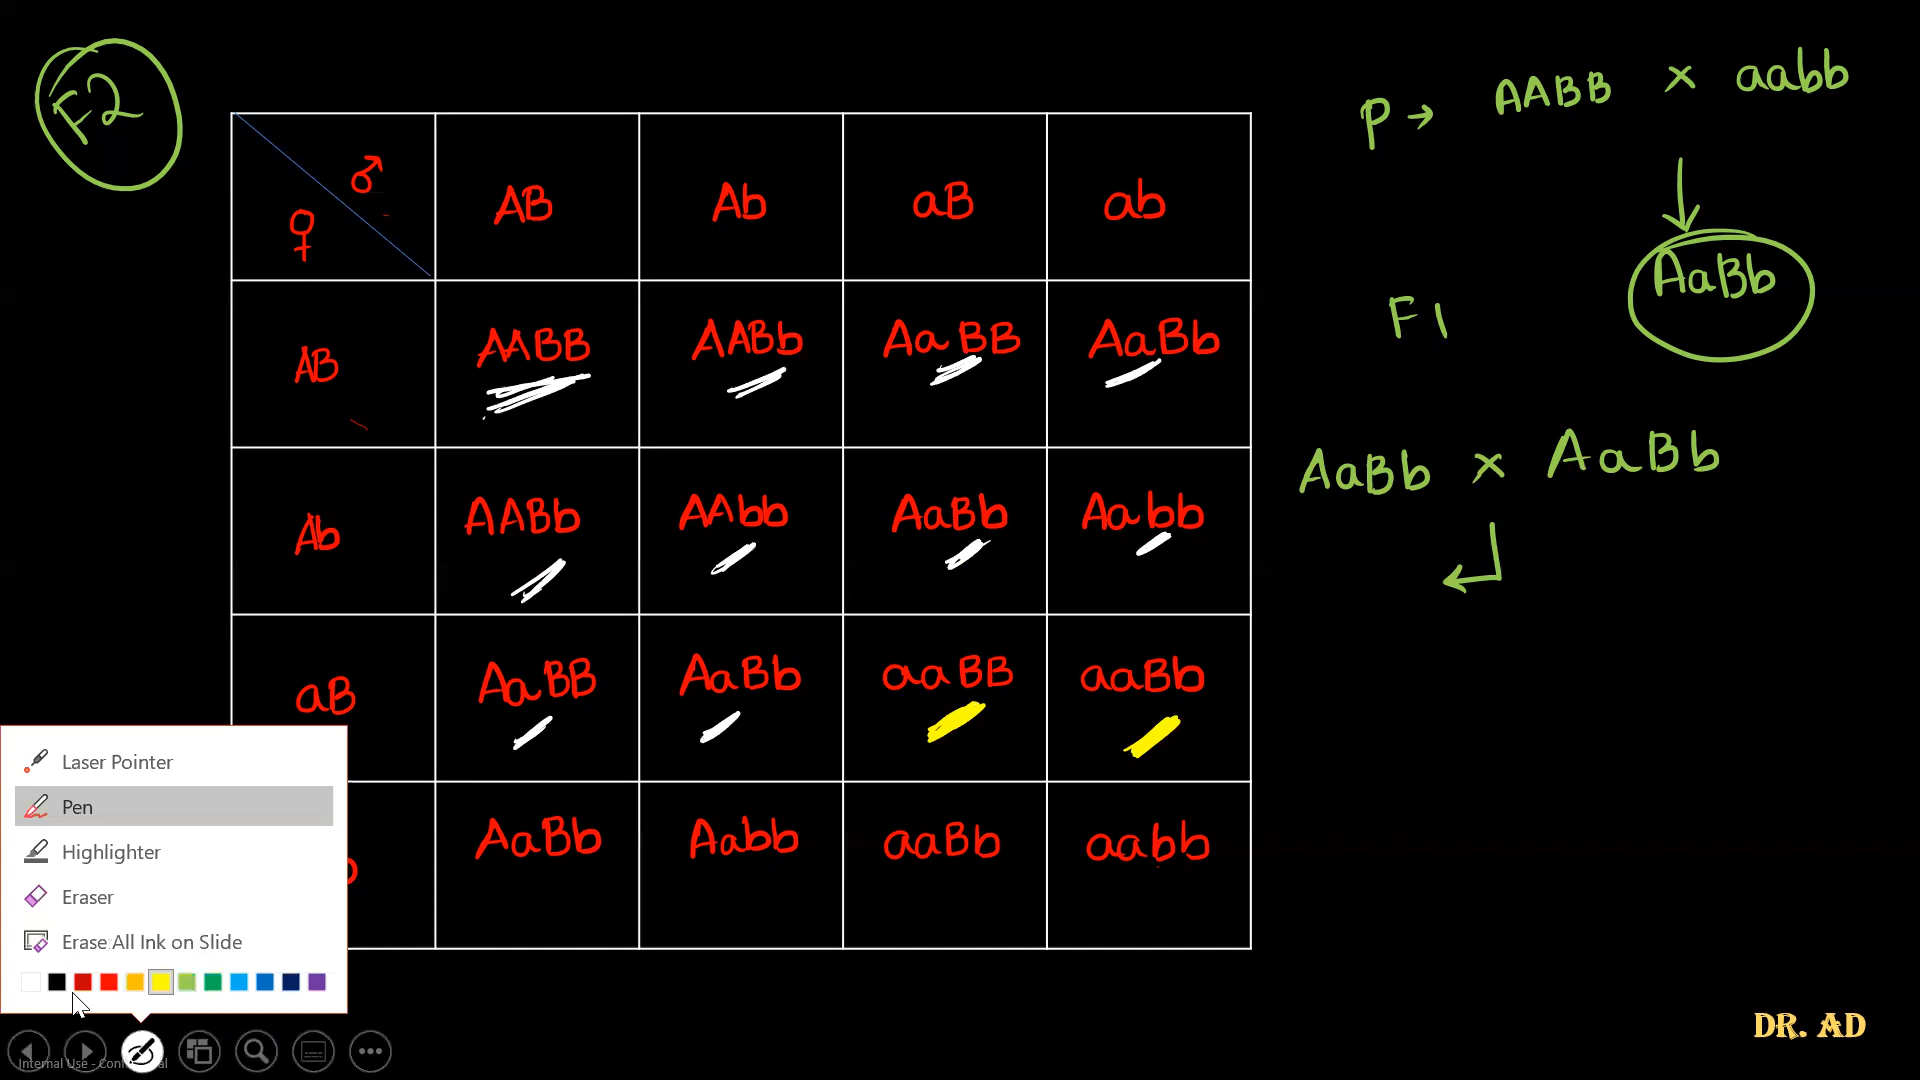 F2
P → AABB × aabb
♂
♀
AB Ab aB ab
AaBb
F1
AB AABB AABb AaBB AaBb
AaBb × AaBb
Ab AABb AAbb AaBb Aabb
aB AaBB AaBb aaBB aaBb
AaBb Aabb aaBb aabb
Laser Pointer
Pen
Highlighter
Eraser
Erase All Ink on Slide
DR. AD
Internal Use -